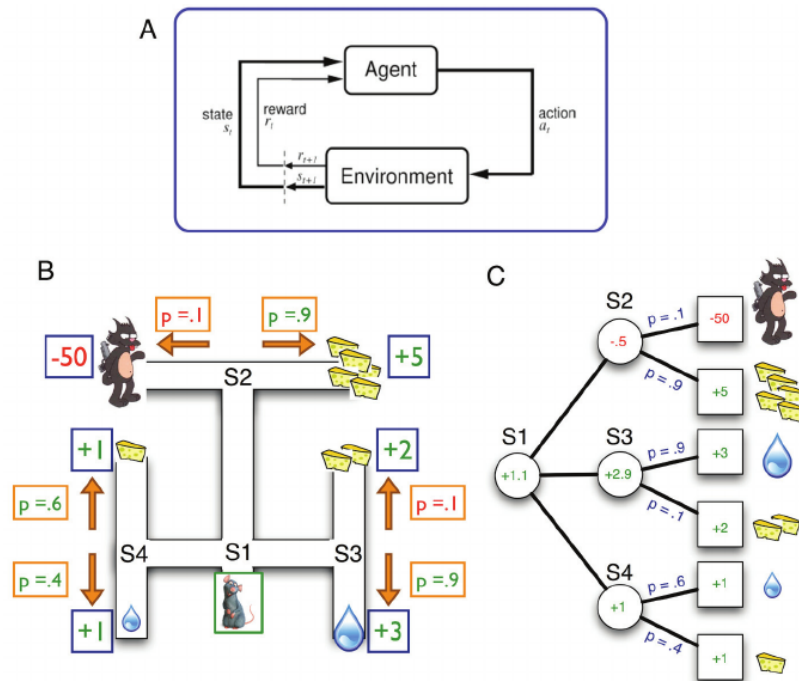 A
Agent
state
s_t
reward
r_t
action
a_t
r_{t+1}
s_{t+1}
Environment
B
p =.1
p =.9
-50
+5
S2
+1
+2
p =.6
p =.1
S4
S1
S3
p =.4
p =.9
+1
+3
C
S2
p = .1
-50
-.5
p = .9
+5
S1
S3
p = .9
+3
+1.1
+2.9
p = .1
+2
S4
p = .6
+1
+1
p = .4
+1